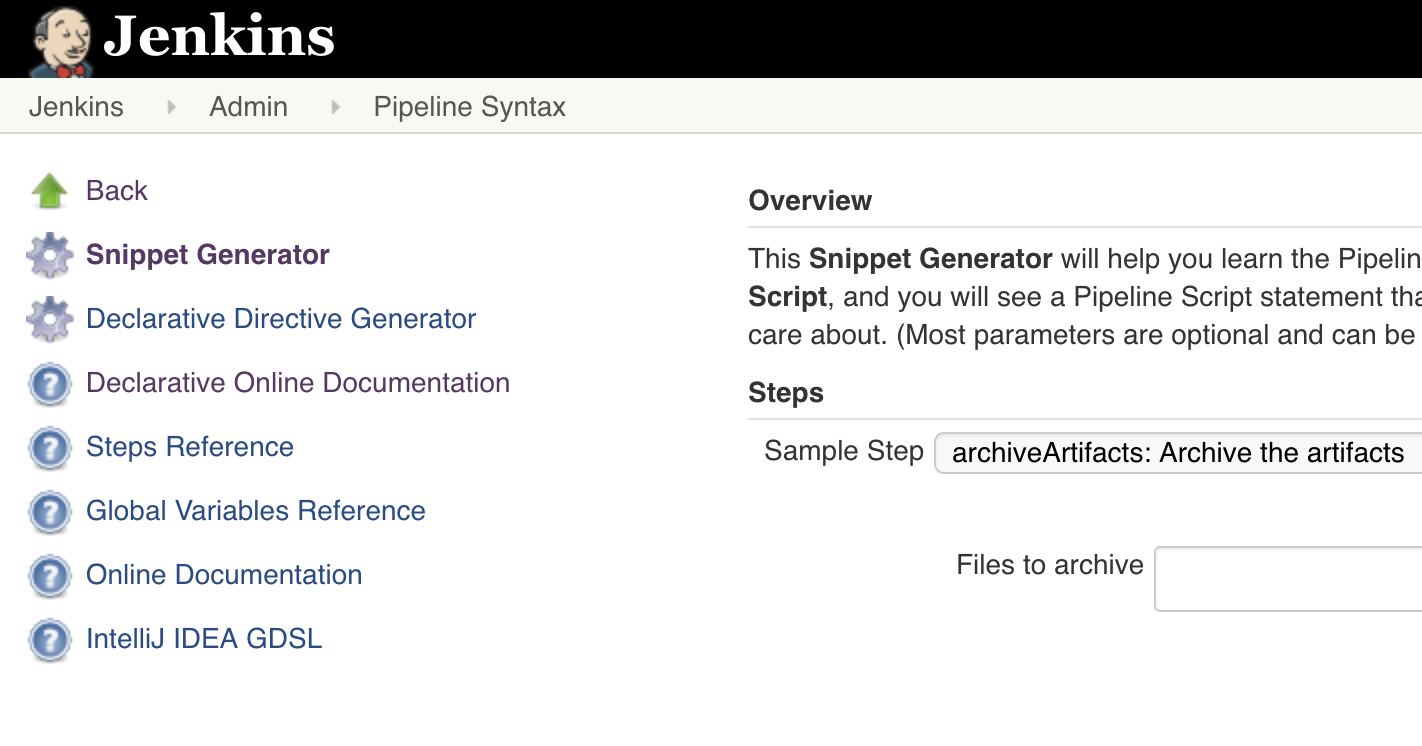 Jenkins
Jenkins Admin Pipeline Syntax
Back
Snippet Generator
Declarative Directive Generator
Declarative Online Documentation
Steps Reference
Global Variables Reference
Online Documentation
IntelliJ IDEA GDSL
Overview
This Snippet Generator will help you learn the Pipelin
Script, and you will see a Pipeline Script statement tha
care about. (Most parameters are optional and can be
Steps
Sample Step archiveArtifacts: Archive the artifacts
Files to archive